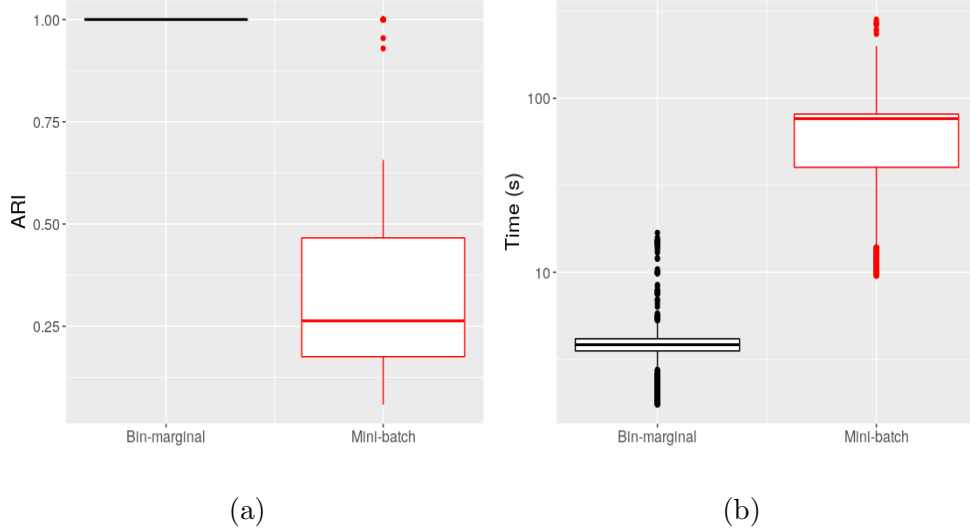 ARI
1.00
0.75
0.50
0.25
Bin-marginal
Mini-batch
(a)
Time (s)
100
10
Bin-marginal
Mini-batch
(b)